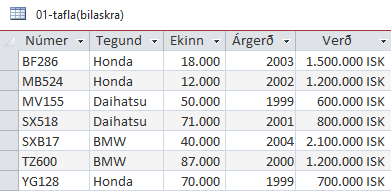 01-tafla(bilaskra)
Númer Tegund Ekinn Árgerð Verð
BF286 Honda 18.000 2003 1.500.000 ISK
MB524 Honda 12.000 2002 1.200.000 ISK
MV155 Daihatsu 50.000 1999 600.000 ISK
SX518 Daihatsu 71.000 2001 800.000 ISK
SXB17 BMW 40.000 2004 2.100.000 ISK
TZ600 BMW 87.000 2000 1.200.000 ISK
YG128 Honda 70.000 1999 700.000 ISK